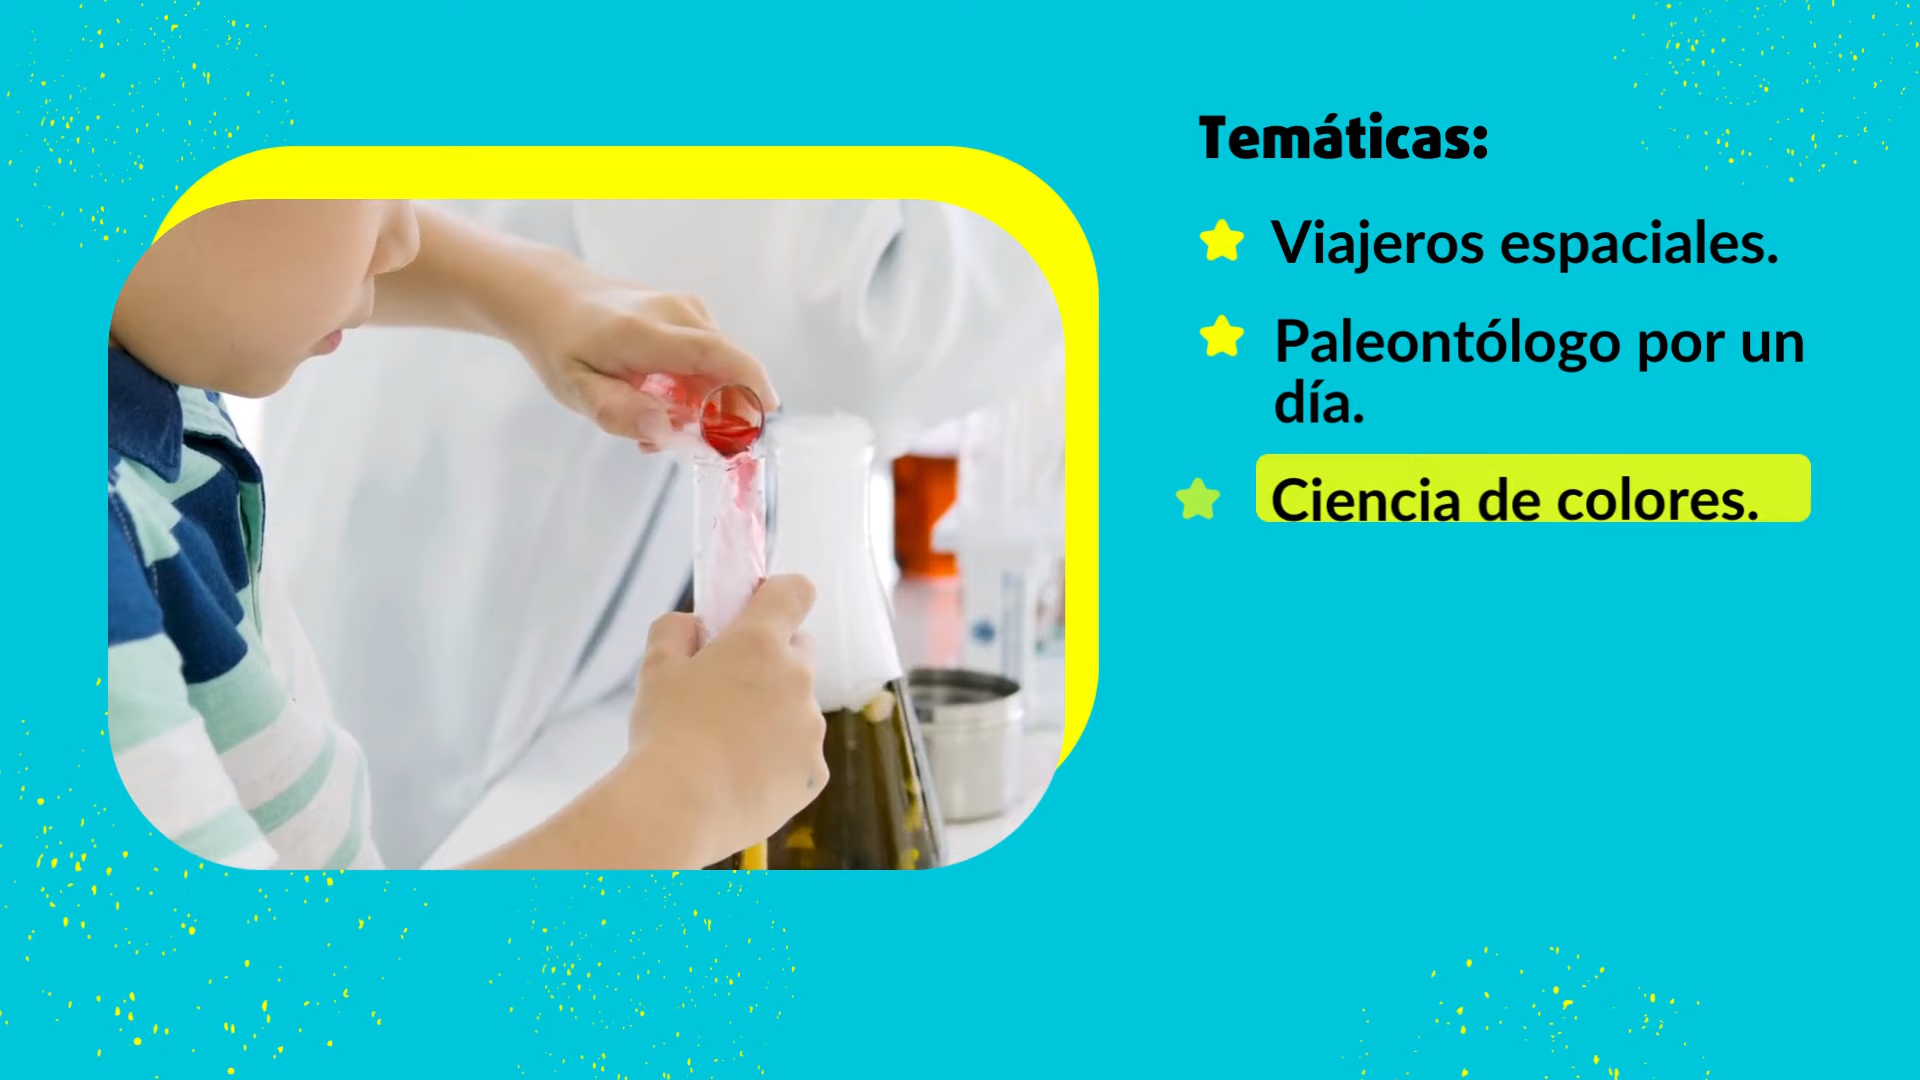 Temáticas:
Viajeros espaciales.
Paleontólogo por un
día.
Ciencia de colores.